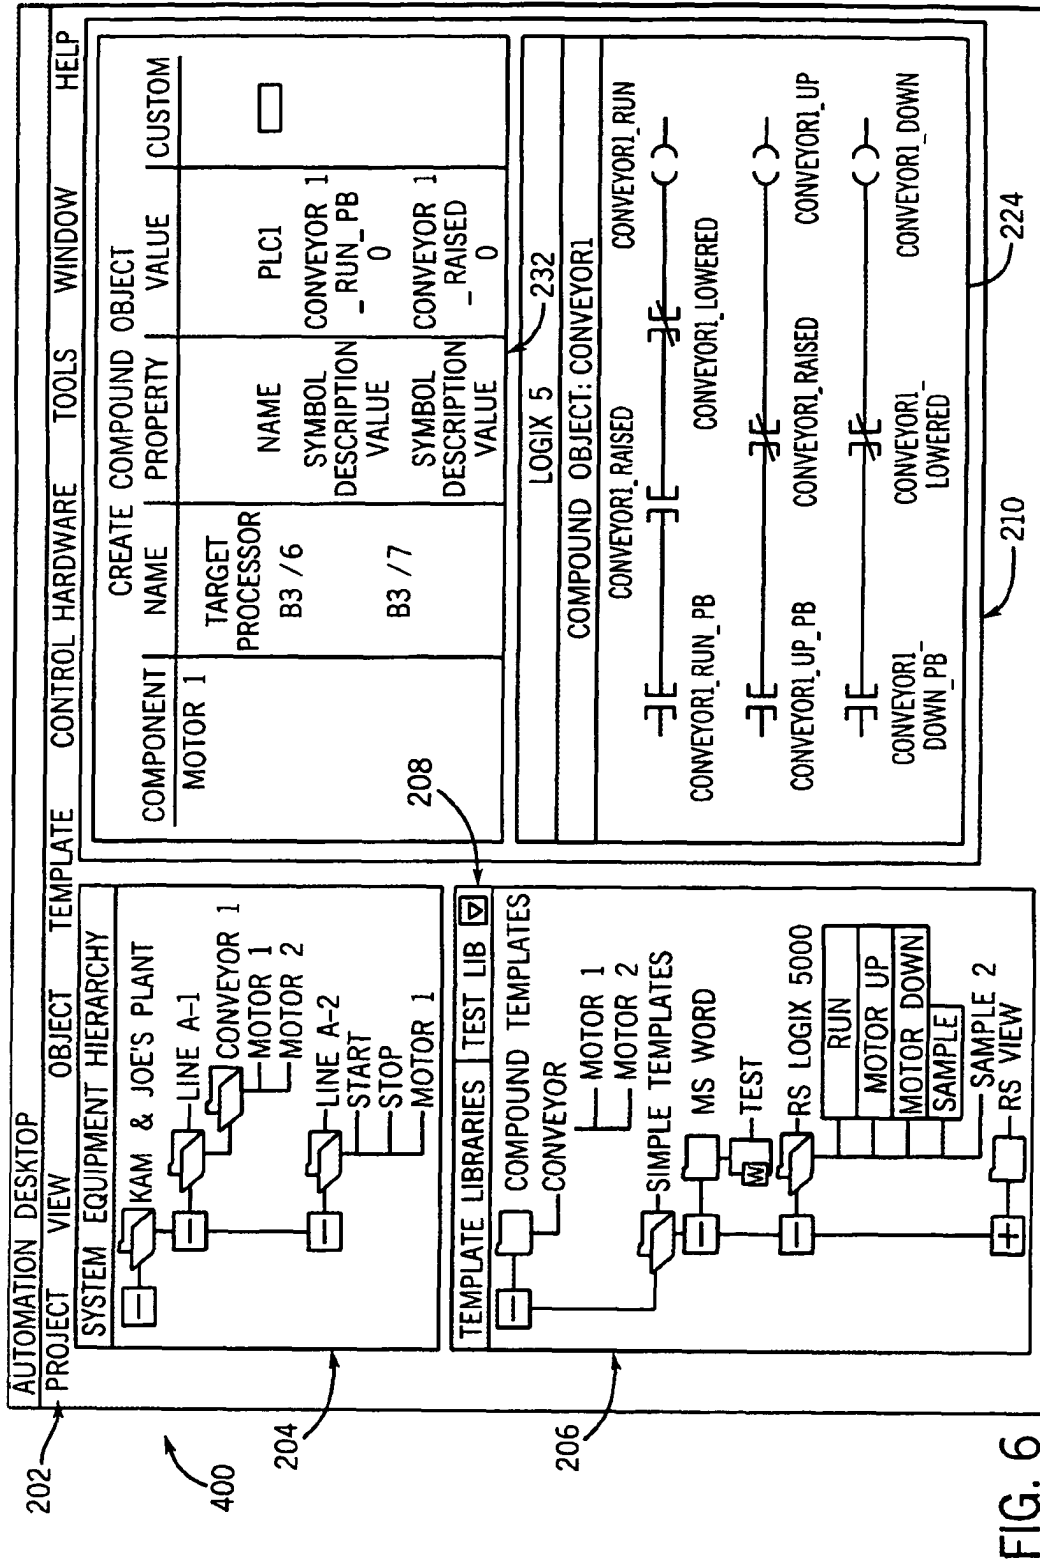 AUTOMATION DESKTOP
PROJECT VIEW OBJECT TEMPLATE CONTROL HARDWARE TOOLS WINDOW HELP
SYSTEM EQUIPMENT HIERARCHY
KAM & JOE'S PLANT
LINE A-1
CONVEYOR 1
MOTOR 1
MOTOR 2
LINE A-2
START
STOP
MOTOR 1
TEMPLATE LIBRARIES TEST LIB
COMPOUND TEMPLATES
CONVEYOR
MOTOR 1
MOTOR 2
SIMPLE TEMPLATES
MS WORD
W
TEST
RS LOGIX 5000
RUN
MOTOR UP
MOTOR DOWN
SAMPLE
SAMPLE 2
RS VIEW
CREATE COMPOUND OBJECT
COMPONENT NAME PROPERTY VALUE CUSTOM
MOTOR 1
TARGET
PROCESSOR NAME PLC1
B3 /6 SYMBOL CONVEYOR 1
DESCRIPTION _RUN_PB
VALUE 0
B3 /7 SYMBOL CONVEYOR 1
DESCRIPTION _RAISED
VALUE 0
LOGIX 5
COMPOUND OBJECT: CONVEYOR1
CONVEYOR1_RAISED CONVEYOR1_RUN
CONVEYOR1_RUN_PB CONVEYOR1_LOWERED
CONVEYOR1_UP_PB CONVEYOR1_RAISED CONVEYOR1_UP
CONVEYOR1_ CONVEYOR1_ CONVEYOR1_DOWN
DOWN_PB LOWERED
202
400
204
206
208
232
210
224
FIG. 6